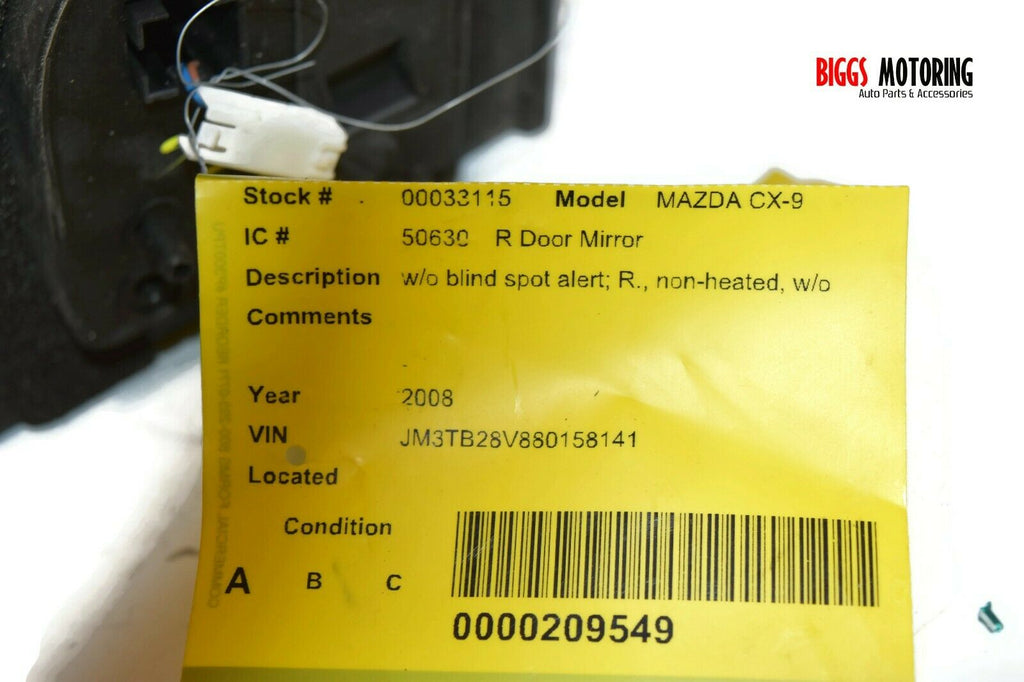 BIGGS MOTORING
Auto Parts & Accessories
Stock # 00033115 Model MAZDA CX-9
IC # 50630 R Door Mirror
Description w/o blind spot alert; R., non-heated, w/o
Comments
Year 2008
VIN JM3TB28V880158141
Located
Condition
A B C
0000209549